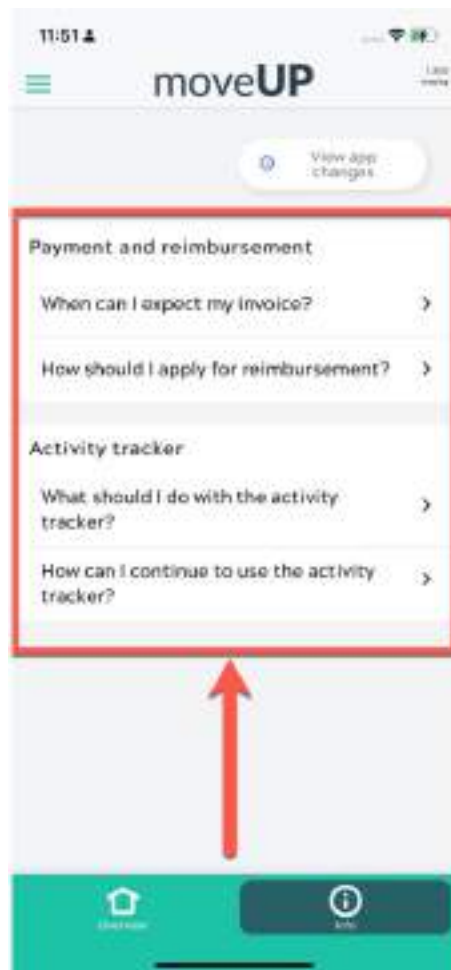 11:51
moveUP
View app
changes
Payment and reimbursement
When can I expect my invoice?
How should I apply for reimbursement?
Activity tracker
What should I do with the activity
tracker?
How can I continue to use the activity
tracker?
Info